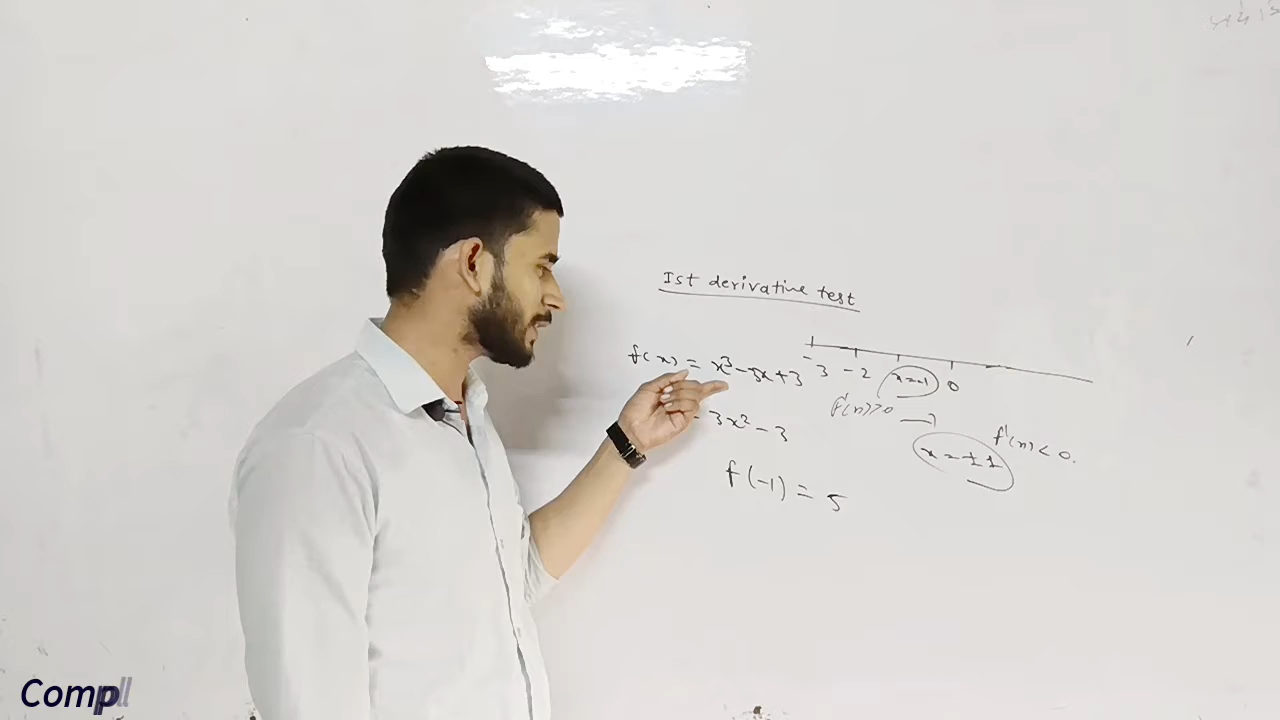 Ist derivative test
f(x) = x³ - 3x + 3
-3 -2 x=-1 0
3x² - 3
f'(x) > 0
f'(x) < 0.
x = ±1
f(-1) = 5
Comp